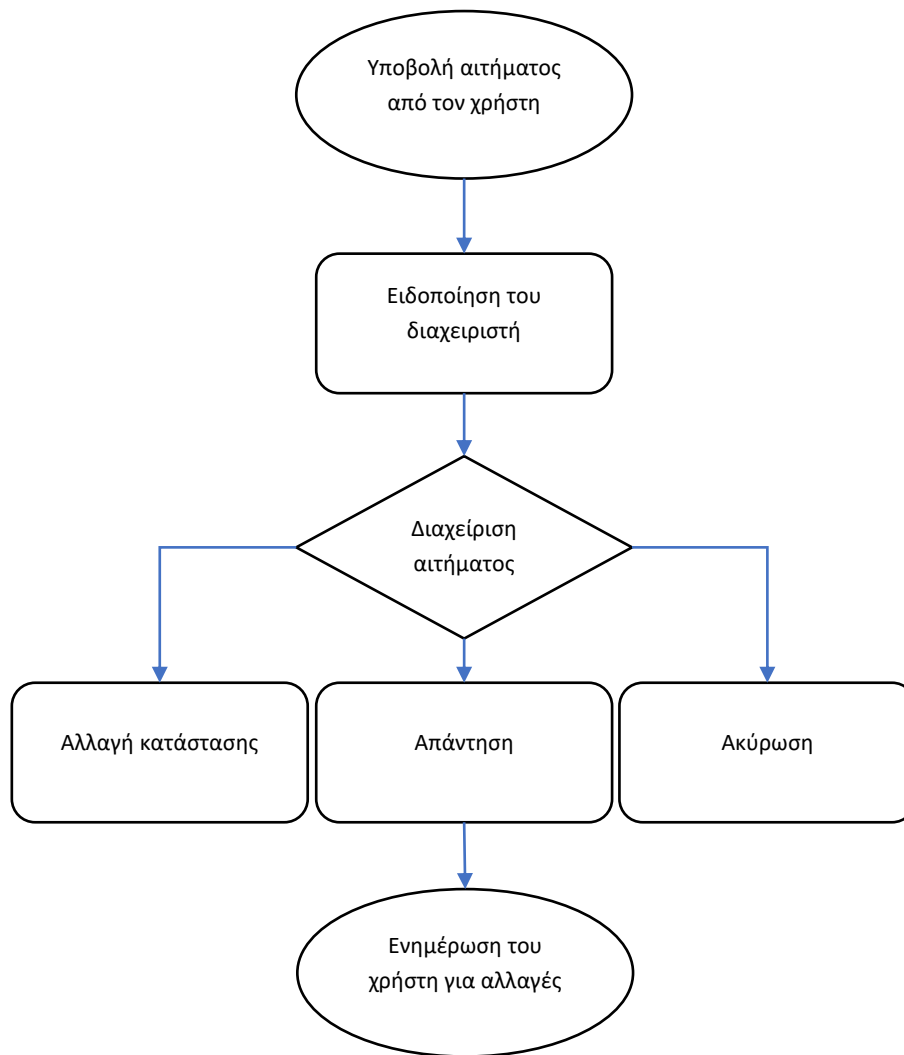 Υποβολή αιτήματος
από τον χρήστη
Ειδοποίηση του
διαχειριστή
Διαχείριση
αιτήματος
Αλλαγή κατάστασης
Απάντηση
Ακύρωση
Ενημέρωση του
χρήστη για αλλαγές